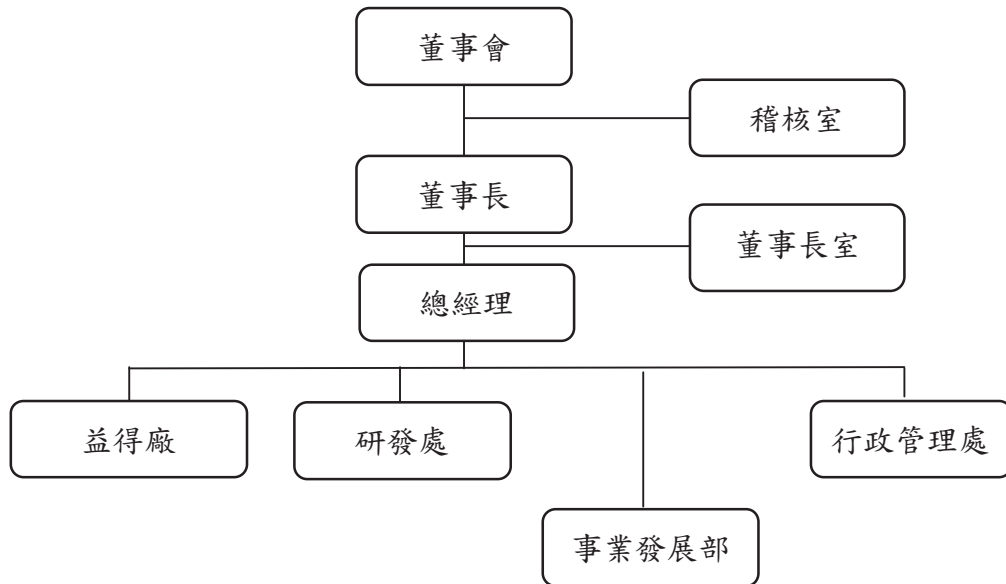 董事會
稽核室
董事長
董事長室
總經理
益得廠
研發處
行政管理處
事業發展部